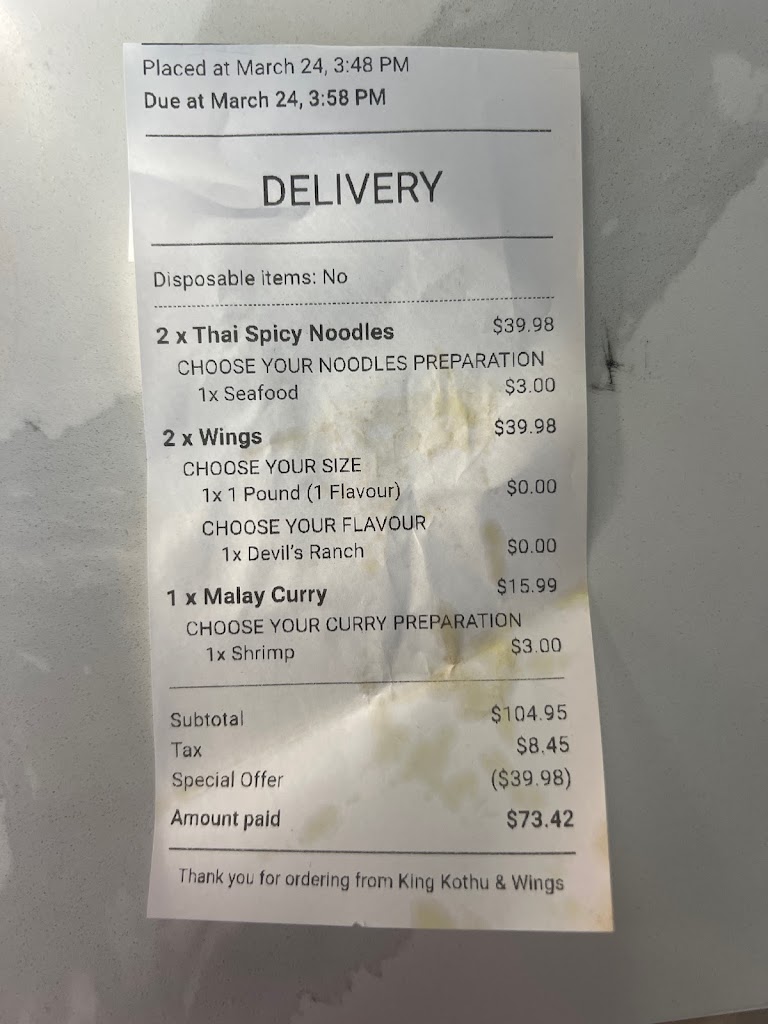 Placed at March 24, 3:48 PM
Due at March 24, 3:58 PM
DELIVERY
Disposable items: No
2 x Thai Spicy Noodles $39.98
CHOOSE YOUR NOODLES PREPARATION
1x Seafood $3.00
2 x Wings $39.98
CHOOSE YOUR SIZE
1x 1 Pound (1 Flavour) $0.00
CHOOSE YOUR FLAVOUR
1x Devil's Ranch $0.00
1 x Malay Curry $15.99
CHOOSE YOUR CURRY PREPARATION
1x Shrimp $3.00
Subtotal $104.95
Tax $8.45
Special Offer ($39.98)
Amount paid $73.42
Thank you for ordering from King Kothu & Wings